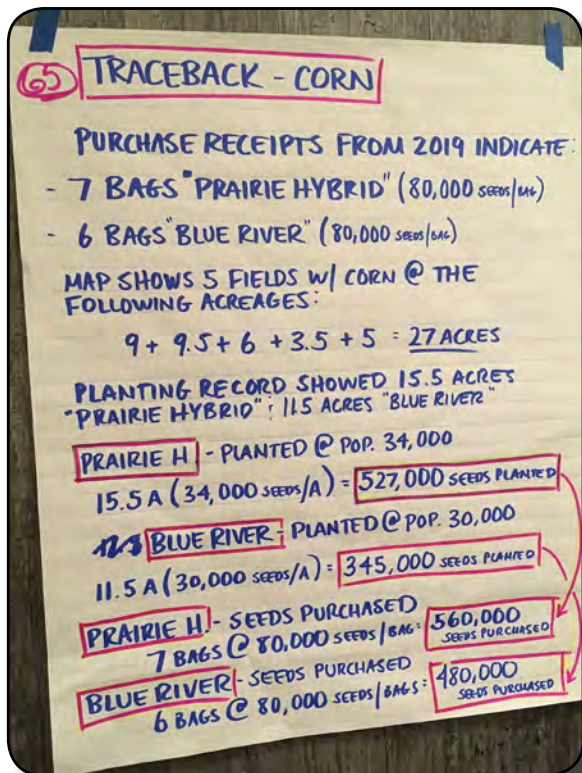 65 TRACEBACK - CORN
PURCHASE RECEIPTS FROM 2019 INDICATE:
- 7 BAGS "PRAIRIE HYBRID" (80,000 SEEDS/BAG)
- 6 BAGS "BLUE RIVER" (80,000 SEEDS/BAG)
MAP SHOWS 5 FIELDS W/ CORN @ THE
FOLLOWING ACREAGES:
9 + 9.5 + 6 + 3.5 + 5 = 27 ACRES
PLANTING RECORD SHOWED 15.5 ACRES
"PRAIRIE HYBRID"; 11.5 ACRES "BLUE RIVER"
PRAIRIE H - PLANTED @ POP. 34,000
15.5 A (34,000 SEEDS/A) = 527,000 SEEDS PLANTED
BLUE RIVER - PLANTED @ POP. 30,000
11.5 A (30,000 SEEDS/A) = 345,000 SEEDS PLANTED
PRAIRIE H. - SEEDS PURCHASED
7 BAGS @ 80,000 SEEDS/BAG = 560,000
SEEDS PURCHASED
BLUE RIVER - SEEDS PURCHASED
6 BAGS @ 80,000 SEEDS/BAGS = 480,000
SEEDS PURCHASED